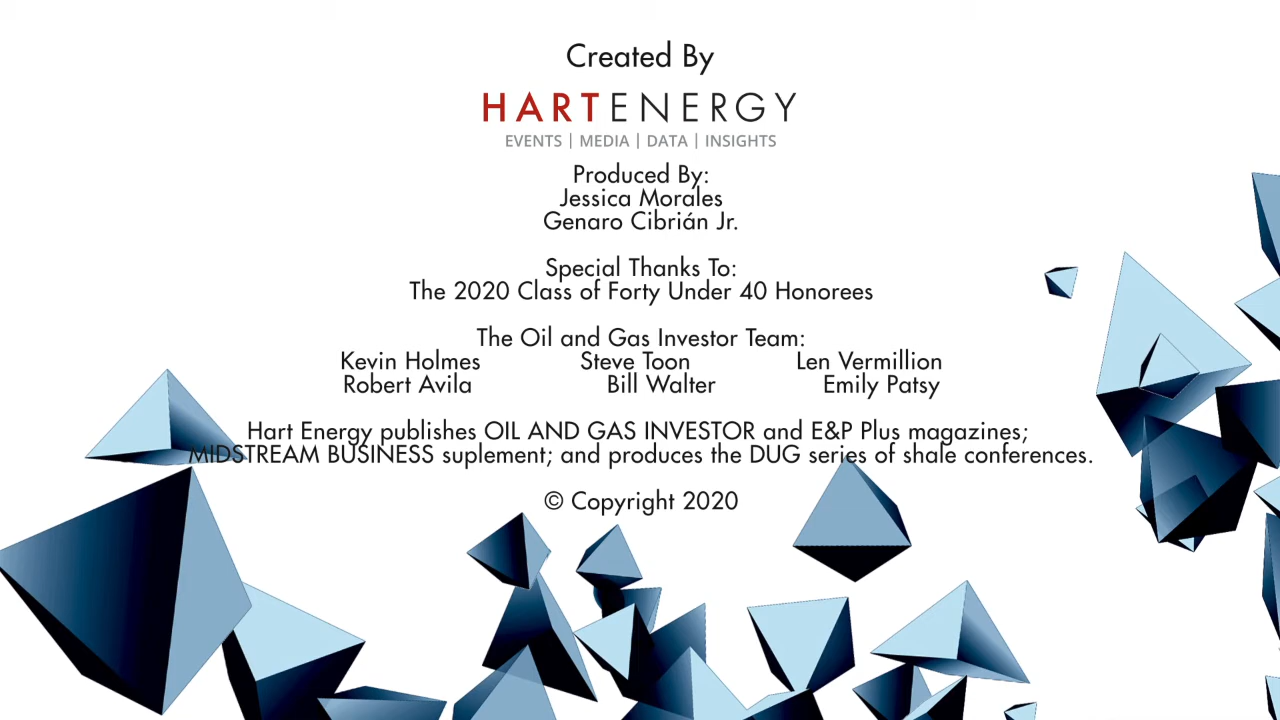 Created By
HARTENERGY
EVENTS | MEDIA | DATA | INSIGHTS
Produced By:
Jessica Morales
Genaro Cibrián Jr.
Special Thanks To:
The 2020 Class of Forty Under 40 Honorees
The Oil and Gas Investor Team:
Kevin Holmes Steve Toon Len Vermillion
Robert Avila Bill Walter Emily Patsy
Hart Energy publishes OIL AND GAS INVESTOR and E&P Plus magazines;
MIDSTREAM BUSINESS suplement; and produces the DUG series of shale conferences.
© Copyright 2020